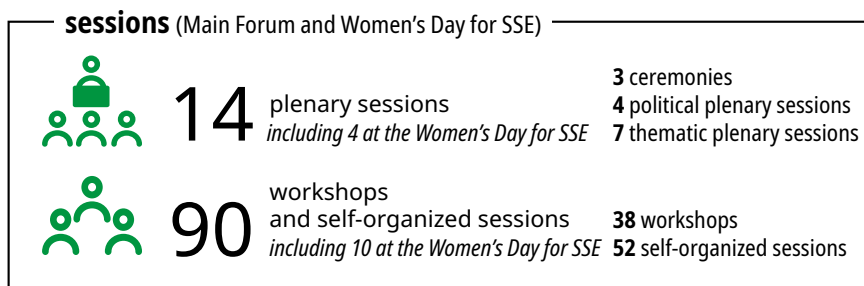 sessions (Main Forum and Women's Day for SSE)
14 plenary sessions
including 4 at the Women's Day for SSE
3 ceremonies
4 political plenary sessions
7 thematic plenary sessions
90 workshops
and self-organized sessions
including 10 at the Women's Day for SSE
38 workshops
52 self-organized sessions